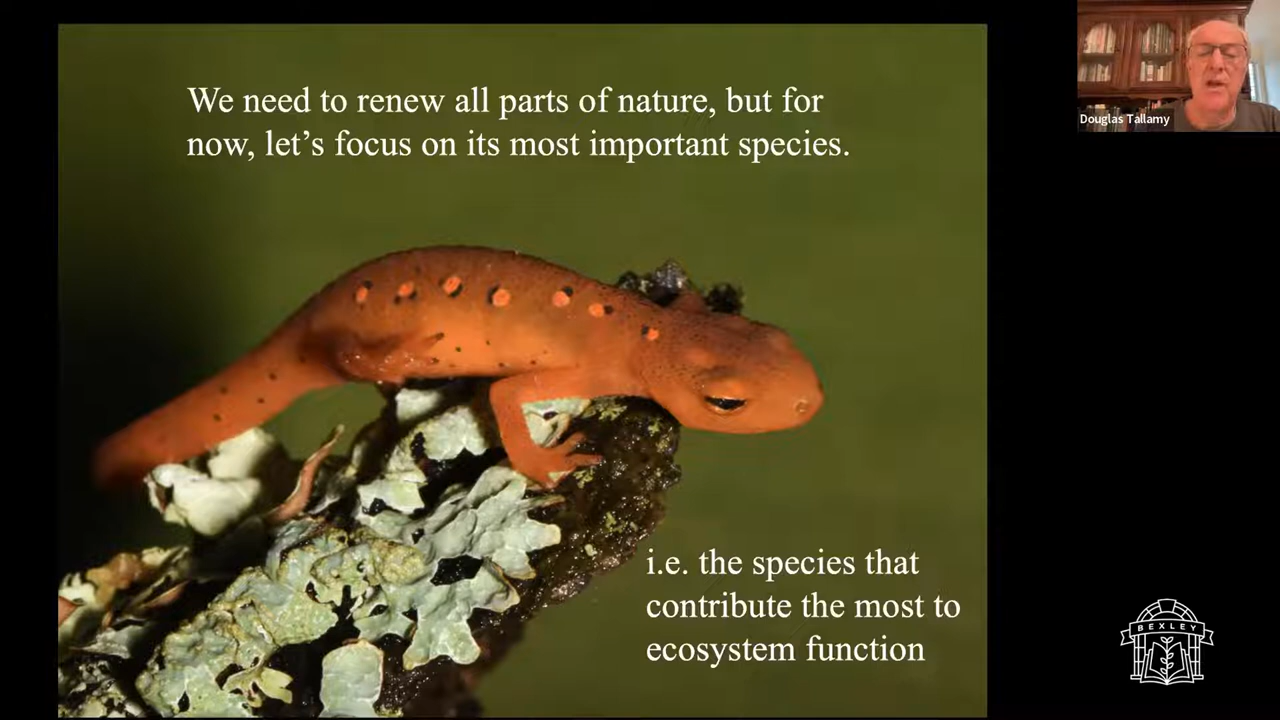 We need to renew all parts of nature, but for
now, let's focus on its most important species.
Douglas Tallamy
i.e. the species that
contribute the most to
ecosystem function
BEXLEY